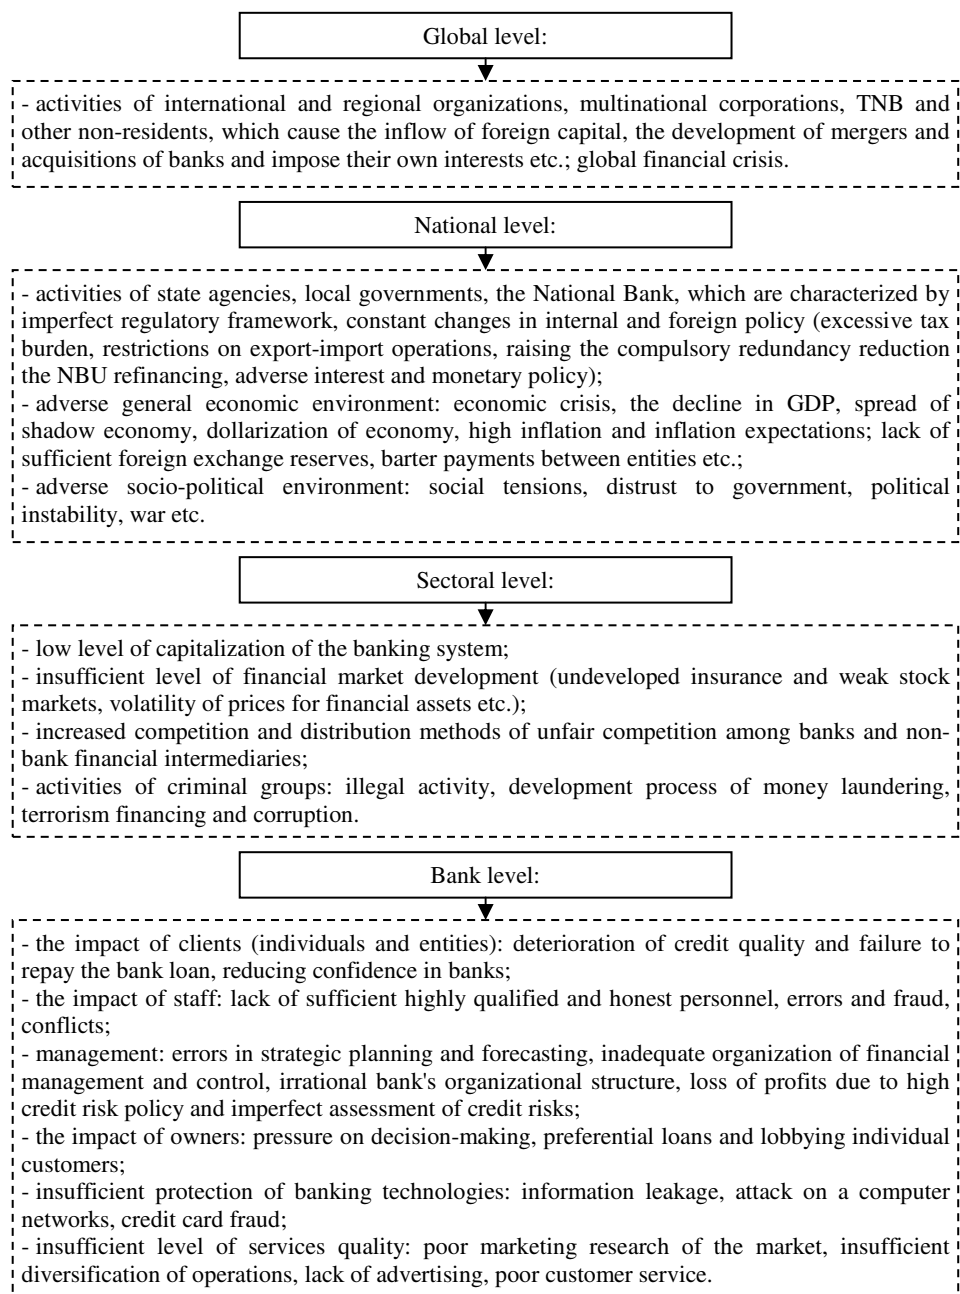 Global level:
- activities of international and regional organizations, multinational corporations, TNB and
other non-residents, which cause the inflow of foreign capital, the development of mergers and
acquisitions of banks and impose their own interests etc.; global financial crisis.
National level:
- activities of state agencies, local governments, the National Bank, which are characterized by
imperfect regulatory framework, constant changes in internal and foreign policy (excessive tax
burden, restrictions on export-import operations, raising the compulsory redundancy reduction
the NBU refinancing, adverse interest and monetary policy);
- adverse general economic environment: economic crisis, the decline in GDP, spread of
shadow economy, dollarization of economy, high inflation and inflation expectations; lack of
sufficient foreign exchange reserves, barter payments between entities etc.;
- adverse socio-political environment: social tensions, distrust to government, political
instability, war etc.
Sectoral level:
- low level of capitalization of the banking system;
- insufficient level of financial market development (undeveloped insurance and weak stock
markets, volatility of prices for financial assets etc.);
- increased competition and distribution methods of unfair competition among banks and non-
bank financial intermediaries;
- activities of criminal groups: illegal activity, development process of money laundering,
terrorism financing and corruption.
Bank level:
- the impact of clients (individuals and entities): deterioration of credit quality and failure to
repay the bank loan, reducing confidence in banks;
- the impact of staff: lack of sufficient highly qualified and honest personnel, errors and fraud,
conflicts;
- management: errors in strategic planning and forecasting, inadequate organization of financial
management and control, irrational bank's organizational structure, loss of profits due to high
credit risk policy and imperfect assessment of credit risks;
- the impact of owners: pressure on decision-making, preferential loans and lobbying individual
customers;
- insufficient protection of banking technologies: information leakage, attack on a computer
networks, credit card fraud;
- insufficient level of services quality: poor marketing research of the market, insufficient
diversification of operations, lack of advertising, poor customer service.